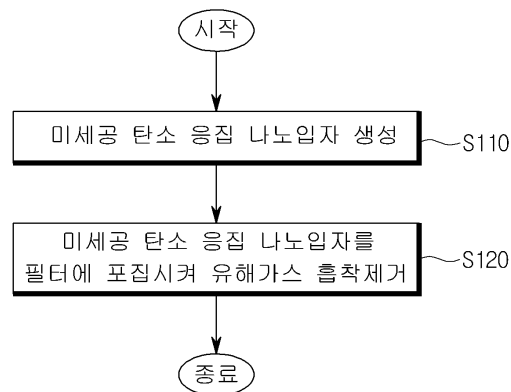 시작
미세공 탄소 응집 나노입자 생성
S110
미세공 탄소 응집 나노입자를
필터에 포집시켜 유해가스 흡착제거
S120
종료